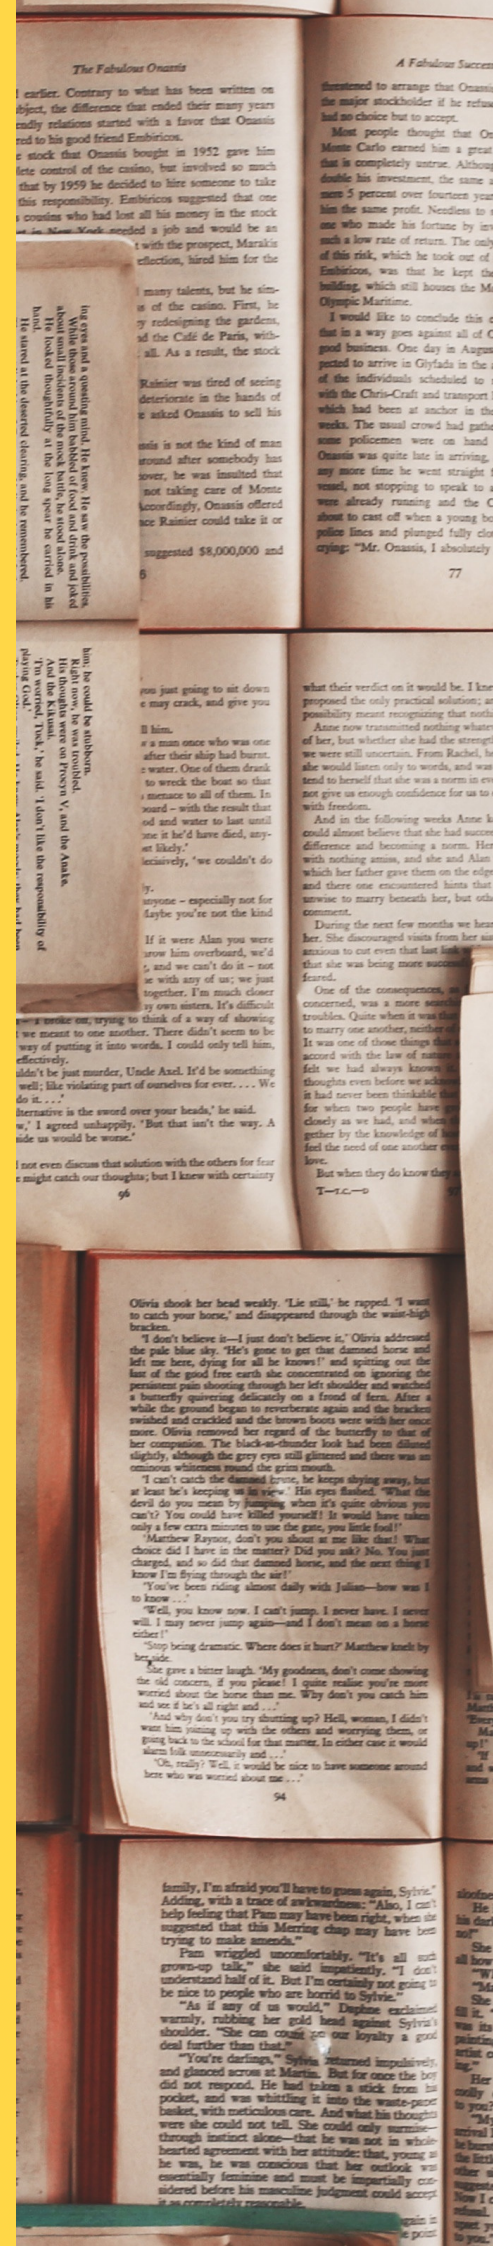 The Fabulous Onassis
earlier. Contrary to what has been written on
bject, the difference that ended their many years
endly relations started with a favor that Onassis
red to his good friend Embiricos.
stock that Onassis bought in 1952 gave him
lete control of the casino, but involved so much
that by 1959 he decided to hire someone to take
this responsibility. Embiricos suggested that one
cousins who had lost all his money in the stock
in New York needed a job and would be an
t with the prospect, Marakis
eflection, hired him for the
many talents, but he sim-
s of the casino. First, he
y redesigning the gardens,
nd the Café de Paris, with-
all. As a result, the stock
Rainier was tired of seeing
deteriorate in the hands of
e asked Onassis to sell his
ssis is not the kind of man
around after somebody has
over, he was insulted that
not taking care of Monte
Accordingly, Onassis offered
ce Rainier could take it or
suggested $8,000,000 and
6
A Fabulous Success
threatened to arrange that Onassi
the major stockholder if he refus
had no choice but to accept.
Most people thought that On
Monte Carlo earned him a great
that is completely untrue. Althoug
double his investment, the same a
mere 5 percent over fourteen year
him the same profit. Needless to s
one who made his fortune by inv
such a low rate of return. The only
of this risk, which he took out of
Embiricos, was that he kept the
building, which still houses the M
Olympic Maritime.
I would like to conclude this c
that in a way goes against all of C
good business. One day in Augus
pected to arrive in Glyfada in the
of the individuals scheduled to
with the Chris-Craft and transport
which had been at anchor in the
weeks. The usual crowd had gathe
some policemen were on hand
Onassis was quite late in arriving,
any more time he went straight f
vessel, not stopping to speak to a
were already running and the C
about to cast off when a young bo
police lines and plunged fully clo
crying: "Mr. Onassis, I absolutely
77
ing eyes and a questing mind. He knew. He saw the possibilities.
While those around him babbled of food and drink and joked
about small incidents of the mock battle, he stood alone.
He looked thoughtfully at the long spear he carried in his
hand.
He stared at the deserted clearing, and he remembered.
him; he could be stubborn.
Right now, he was troubled.
His thoughts were on Procyn V, and the Anake.
And the Kikusai.
'I'm worried, Tuck,' he said. 'I don't like the responsibility of
playing God.'
you just going to sit down
e may crack, and give you
ll him.
a man once who was one
after their ship had burnt.
water. One of them drank
to wreck the boat so that
menace to all of them. In
board – with the result that
od and water to last until
one it he'd have died, any-
ot likely.'
lecisively, 'we couldn't do
ly.
anyone – especially not for
Maybe you're not the kind
If it were Alan you were
row him overboard, we'd
, and we can't do it – not
e with any of us; we just
together. I'm much closer
y own sisters. It's difficult
– I broke off, trying to think of a way of showing
we meant to one another. There didn't seem to be
way of putting it into words. I could only tell him,
effectively.
uldn't be just murder, Uncle Axel. It'd be something
well; like violating part of ourselves for ever.... We
do it....'
lternative is the sword over your heads,' he said.
w,' I agreed unhappily. 'But that isn't the way. A
side us would be worse.'
not even discuss that solution with the others for fear
e might catch our thoughts; but I knew with certainty
96
what their verdict on it would be. I kne
proposed the only practical solution; a
possibility meant recognizing that noth
Anne now transmitted nothing whate
of her, but whether she had the strengt
we were still uncertain. From Rachel, h
she would listen only to words, and wa
tend to herself that she was a norm in ev
not give us enough confidence for us to
with freedom.
And in the following weeks Anne k
could almost believe that she had succe
difference and becoming a norm. Her
with nothing amiss, and she and Alan
which her father gave them on the edge
and there one encountered hints that
unwise to marry beneath her, but oth
comment.
During the next few months we hear
her. She discouraged visits from her sis
anxious to cut even that last link w
that she was being more success
feared.
One of the consequences,
concerned, was a more search
troubles. Quite when it was that
to marry one another, neither of
It was one of those things that
accord with the law of nature
felt we had always known
thoughts even before we ackno
it had never been thinkable tha
for when two people have
closely as we had, and when
gether by the knowledge of
feel the need of one another
love.
But when they do know they
T—T.C.—D
Olivia shook her head weakly. 'Lie still,' he rapped. 'I want
to catch your horse,' and disappeared through the waist-high
bracken.
'I don't believe it—I just don't believe it,' Olivia addressed
the pale blue sky. 'He's gone to get that damned horse and
left me here, dying for all he knows!' and spitting out the
last of the good free earth she concentrated on ignoring the
persistent pain shooting through her left shoulder and watched
a butterfly quivering delicately on a frond of fern. After a
while the ground began to reverberate again and the bracken
swished and crackled and the brown boots were with her once
more. Olivia removed her regard of the butterfly to that of
her companion. The black-as-thunder look had been diluted
slightly, although the grey eyes still glittered and there was an
ominous whiteness round the grim mouth.
'I can't catch the damned brute, he keeps shying away, but
at least he's keeping us in view.' His eyes flashed. 'What the
devil do you mean by jumping when it's quite obvious you
can't? You could have killed yourself! It would have taken
only a few extra minutes to use the gate, you little fool!'
'Matthew Raynor, don't you shout at me like that! What
choice did I have in the matter? Did you ask? No. You just
charged, and so did that damned horse, and the next thing I
know I'm flying through the air!'
'You've been riding almost daily with Julian—how was I
to know ...'
'Well, you know now. I can't jump. I never have. I never
will. I may never jump again—and I don't mean on a horse
either!'
'Stop being dramatic. Where does it hurt?' Matthew knelt by
her side.
She gave a bitter laugh. 'My goodness, don't come showing
the old concern, if you please! I quite realise you're more
worried about the horse than me. Why don't you catch him
and see if he's all right and ...'
'And why don't you try shutting up? Hell, woman, I didn't
want him joining up with the others and worrying them, or
going back to the school for that matter. In either case it would
alarm folk unnecessarily and ...'
'Oh, really? Well, it would be nice to have someone around
here who was worried about me ...'
94
family, I'm afraid you'll have to guess again, Sylvie."
Adding, with a trace of awkwardness: "Also, I can't
help feeling that Pam may have been right, when she
suggested that this Merring chap may have been
trying to make amends."
Pam wriggled uncomfortably. "It's all such
grown-up talk," she said impatiently. "I don't
understand half of it. But I'm certainly not going to
be nice to people who are horrid to Sylvie."
"As if any of us would," Daphne exclaimed
warmly, rubbing her gold head against Sylvia's
shoulder. "She can count on our loyalty a good
deal further than that."
"You're darlings," Sylvia returned impulsively,
and glanced across at Martin. But for once the boy
did not respond. He had taken a stick from his
pocket, and was whittling it into the waste-paper
basket, with meticulous care. And what his thoughts
were she could not tell. She could only surmise—
through instinct alone—that he was not in whole-
hearted agreement with her attitude: that, young as
he was, he was conscious that her outlook was
essentially feminine and must be impartially con-
sidered before his masculine judgment could accept
it as completely reasonable.
gain in
e point